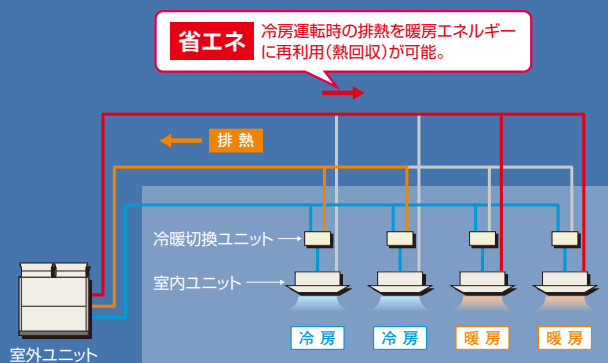 省エネ
冷房運転時の排熱を暖房エネルギー
に再利用(熱回収)が可能。
排熱
冷暖切換ユニット
室内ユニット
冷房
冷房
暖房
暖房
室外ユニット